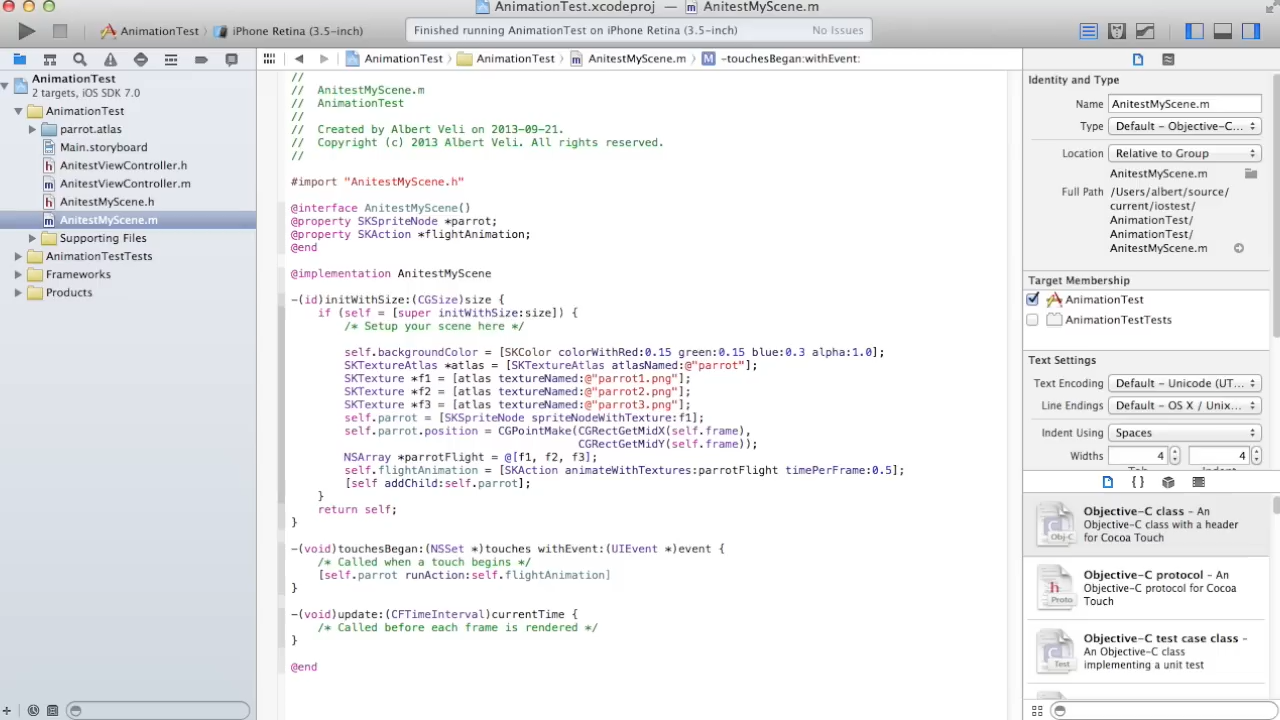 AnimationTest.xcodeproj — AnitestMyScene.m
AnimationTest 〉 iPhone Retina (3.5-inch)
Finished running AnimationTest on iPhone Retina (3.5-inch)
No Issues
AnimationTest 〉 AnimationTest 〉 AnitestMyScene.m 〉 M -touchesBegan:withEvent:
AnimationTest
2 targets, iOS SDK 7.0
AnimationTest
parrot.atlas
Main.storyboard
h AnitestViewController.h
m AnitestViewController.m
h AnitestMyScene.h
m AnitestMyScene.m
Supporting Files
AnimationTestTests
Frameworks
Products
//
// AnitestMyScene.m
// AnimationTest
//
// Created by Albert Veli on 2013-09-21.
// Copyright (c) 2013 Albert Veli. All rights reserved.
//
#import "AnitestMyScene.h"
@interface AnitestMyScene()
@property SKSpriteNode *parrot;
@property SKAction *flightAnimation;
@end
@implementation AnitestMyScene
-(id)initWithSize:(CGSize)size {
if (self = [super initWithSize:size]) {
/* Setup your scene here */
self.backgroundColor = [SKColor colorWithRed:0.15 green:0.15 blue:0.3 alpha:1.0];
SKTextureAtlas *atlas = [SKTextureAtlas atlasNamed:@"parrot"];
SKTexture *f1 = [atlas textureNamed:@"parrot1.png"];
SKTexture *f2 = [atlas textureNamed:@"parrot2.png"];
SKTexture *f3 = [atlas textureNamed:@"parrot3.png"];
self.parrot = [SKSpriteNode spriteNodeWithTexture:f1];
self.parrot.position = CGPointMake(CGRectGetMidX(self.frame),
CGRectGetMidY(self.frame));
NSArray *parrotFlight = @[f1, f2, f3];
self.flightAnimation = [SKAction animateWithTextures:parrotFlight timePerFrame:0.5];
[self addChild:self.parrot];
}
return self;
}
-(void)touchesBegan:(NSSet *)touches withEvent:(UIEvent *)event {
/* Called when a touch begins */
[self.parrot runAction:self.flightAnimation]
}
-(void)update:(CFTimeInterval)currentTime {
/* Called before each frame is rendered */
}
@end
Identity and Type
Name AnitestMyScene.m
Type Default - Objective-C...
Location Relative to Group
AnitestMyScene.m
Full Path /Users/albert/source/
current/iostest/
AnimationTest/
AnimationTest/
AnitestMyScene.m
Target Membership
AnimationTest
AnimationTestTests
Text Settings
Text Encoding Default - Unicode (UT...
Line Endings Default - OS X / Unix...
Indent Using Spaces
Widths 4 4
{ }
Objective-C class - An
Objective-C class with a header
for Cocoa Touch
Obj-C
Objective-C protocol - An
Objective-C protocol for Cocoa
Touch
h
Proto
Objective-C test case class -
An Objective-C class
implementing a unit test
Test